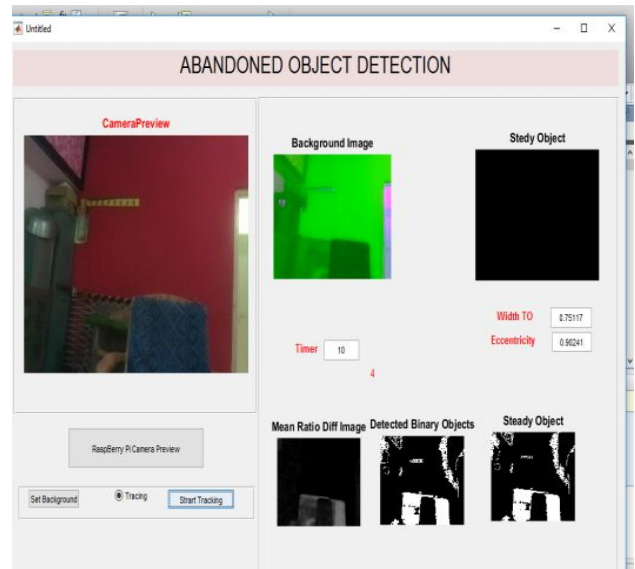 Untitled
ABANDONED OBJECT DETECTION
CameraPreview
Background Image
Stedy Object
Width TO 0.75117
Eccentricity 0.90241
Timer 10
4
Mean Ratio Diff Image Detected Binary Objects Steady Object
RaspBerry Pi Camera Preview
Set Background Tracing Strart Tracking